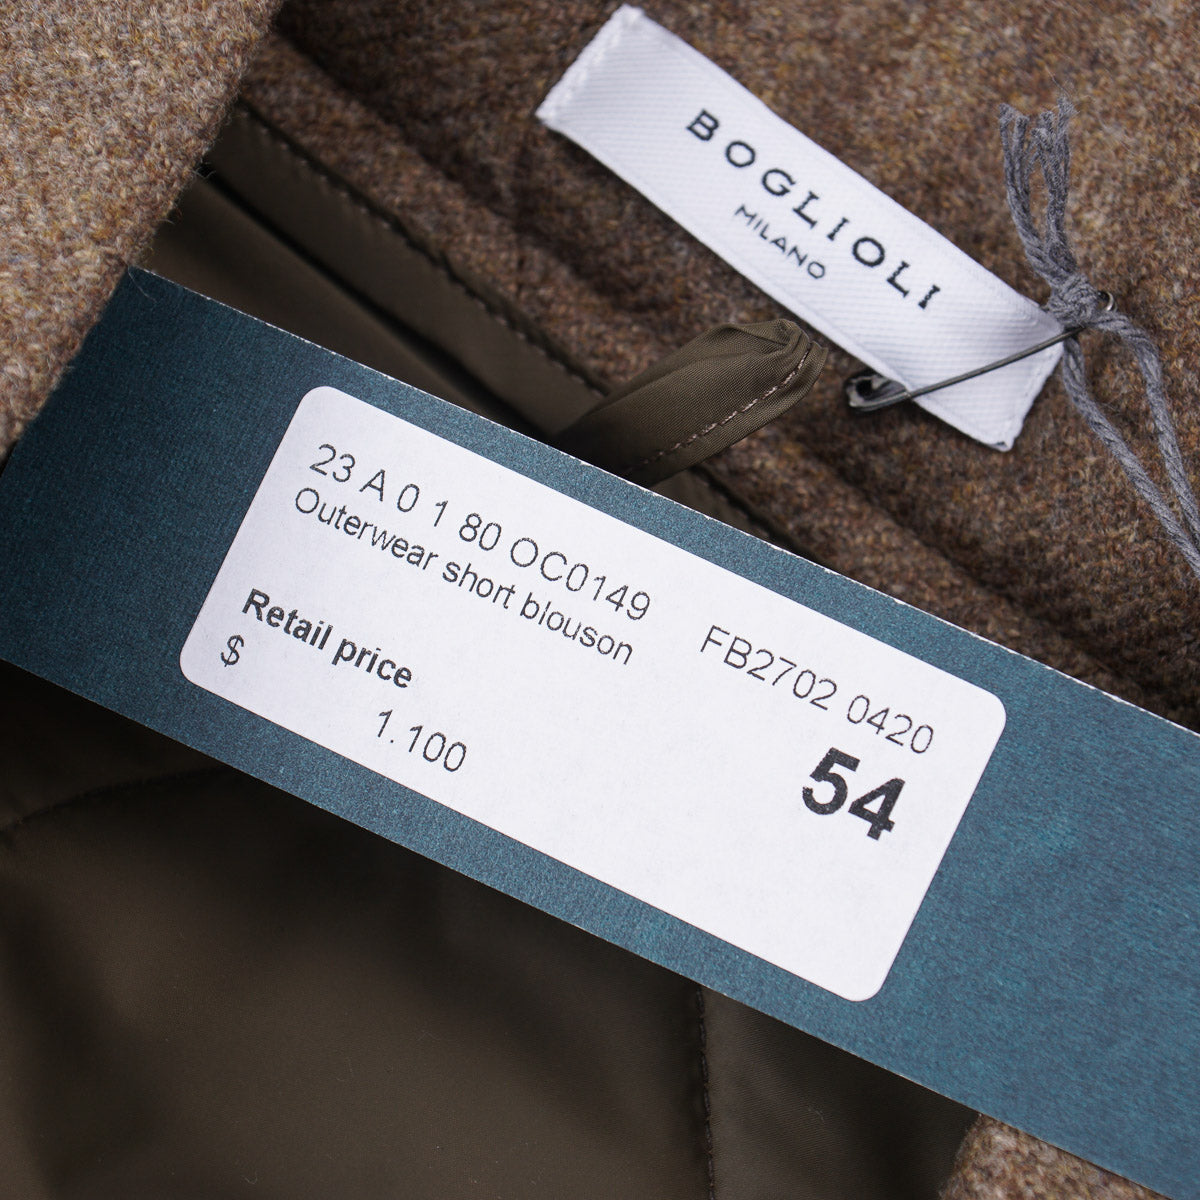 BOGLIOLI
MILANO
23 A 0 1 80 OC0149 FB2702 0420
Outerwear short blouson
Retail price
$
1.100
54